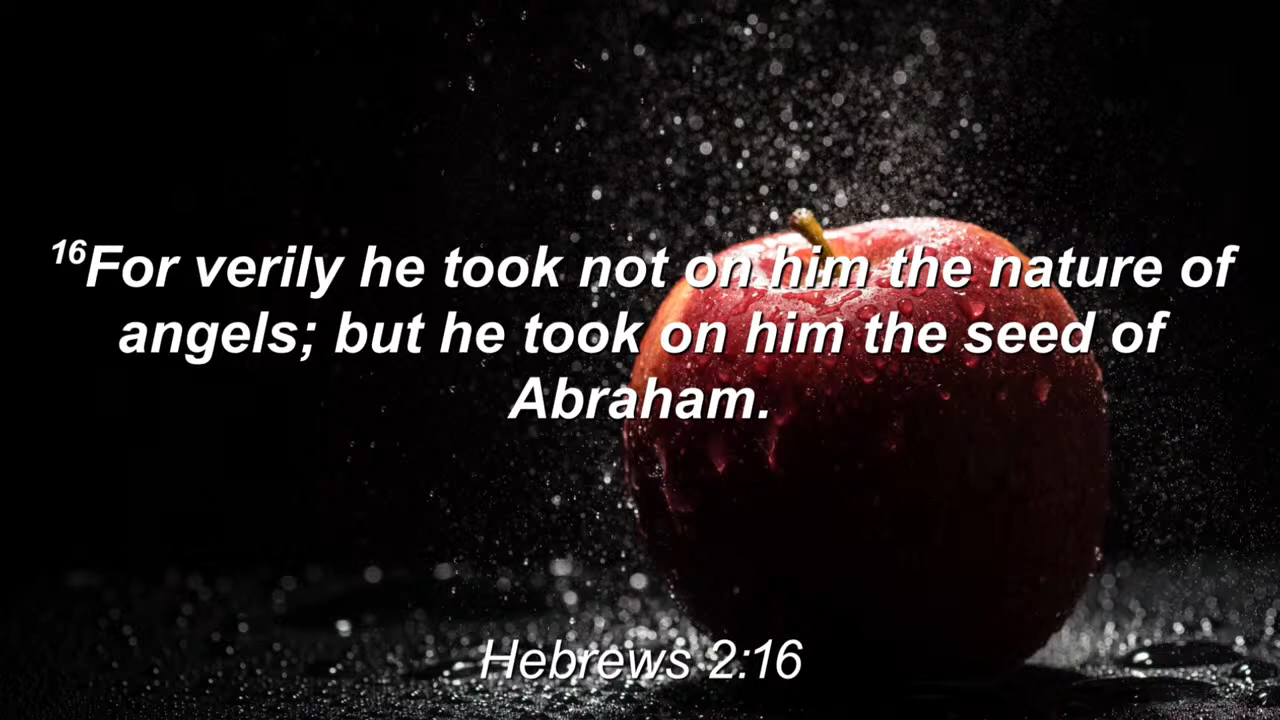 16For verily he took not on him the nature of
angels; but he took on him the seed of
Abraham.
Hebrews 2:16